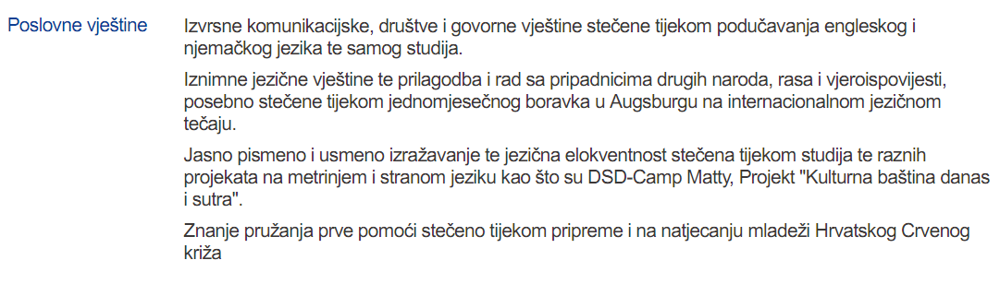 Poslovne vještine
Izvrsne komunikacijske, društve i govorne vještine stečene tijekom podučavanja engleskog i
njemačkog jezika te samog studija.
Iznimne jezične vještine te prilagodba i rad sa pripadnicima drugih naroda, rasa i vjeroispovijesti,
posebno stečene tijekom jednomjesečnog boravka u Augsburgu na internacionalnom jezičnom
tečaju.
Jasno pismeno i usmeno izražavanje te jezična elokventnost stečena tijekom studija te raznih
projekata na metrinjem i stranom jeziku kao što su DSD-Camp Matty, Projekt "Kulturna baština danas
i sutra".
Znanje pružanja prve pomoći stečeno tijekom pripreme i na natjecanju mladeži Hrvatskog Crvenog
križa